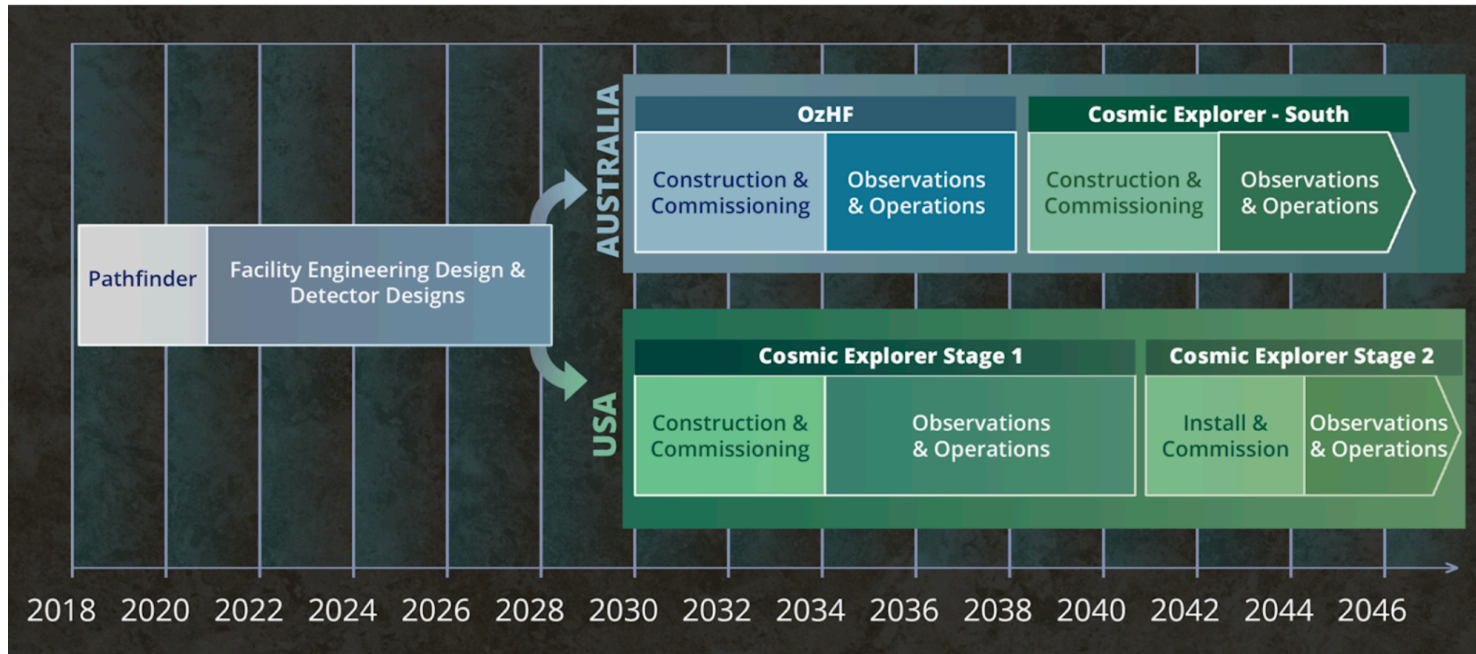 AUSTRALIA
OzHF
Cosmic Explorer - South
Construction &
Commissioning
Observations
& Operations
Construction &
Commissioning
Observations
& Operations
Pathfinder
Facility Engineering Design &
Detector Designs
USA
Cosmic Explorer Stage 1
Cosmic Explorer Stage 2
Construction &
Commissioning
Observations
& Operations
Install &
Commission
Observations
& Operations
2018 2020 2022 2024 2026 2028 2030 2032 2034 2036 2038 2040 2042 2044 2046